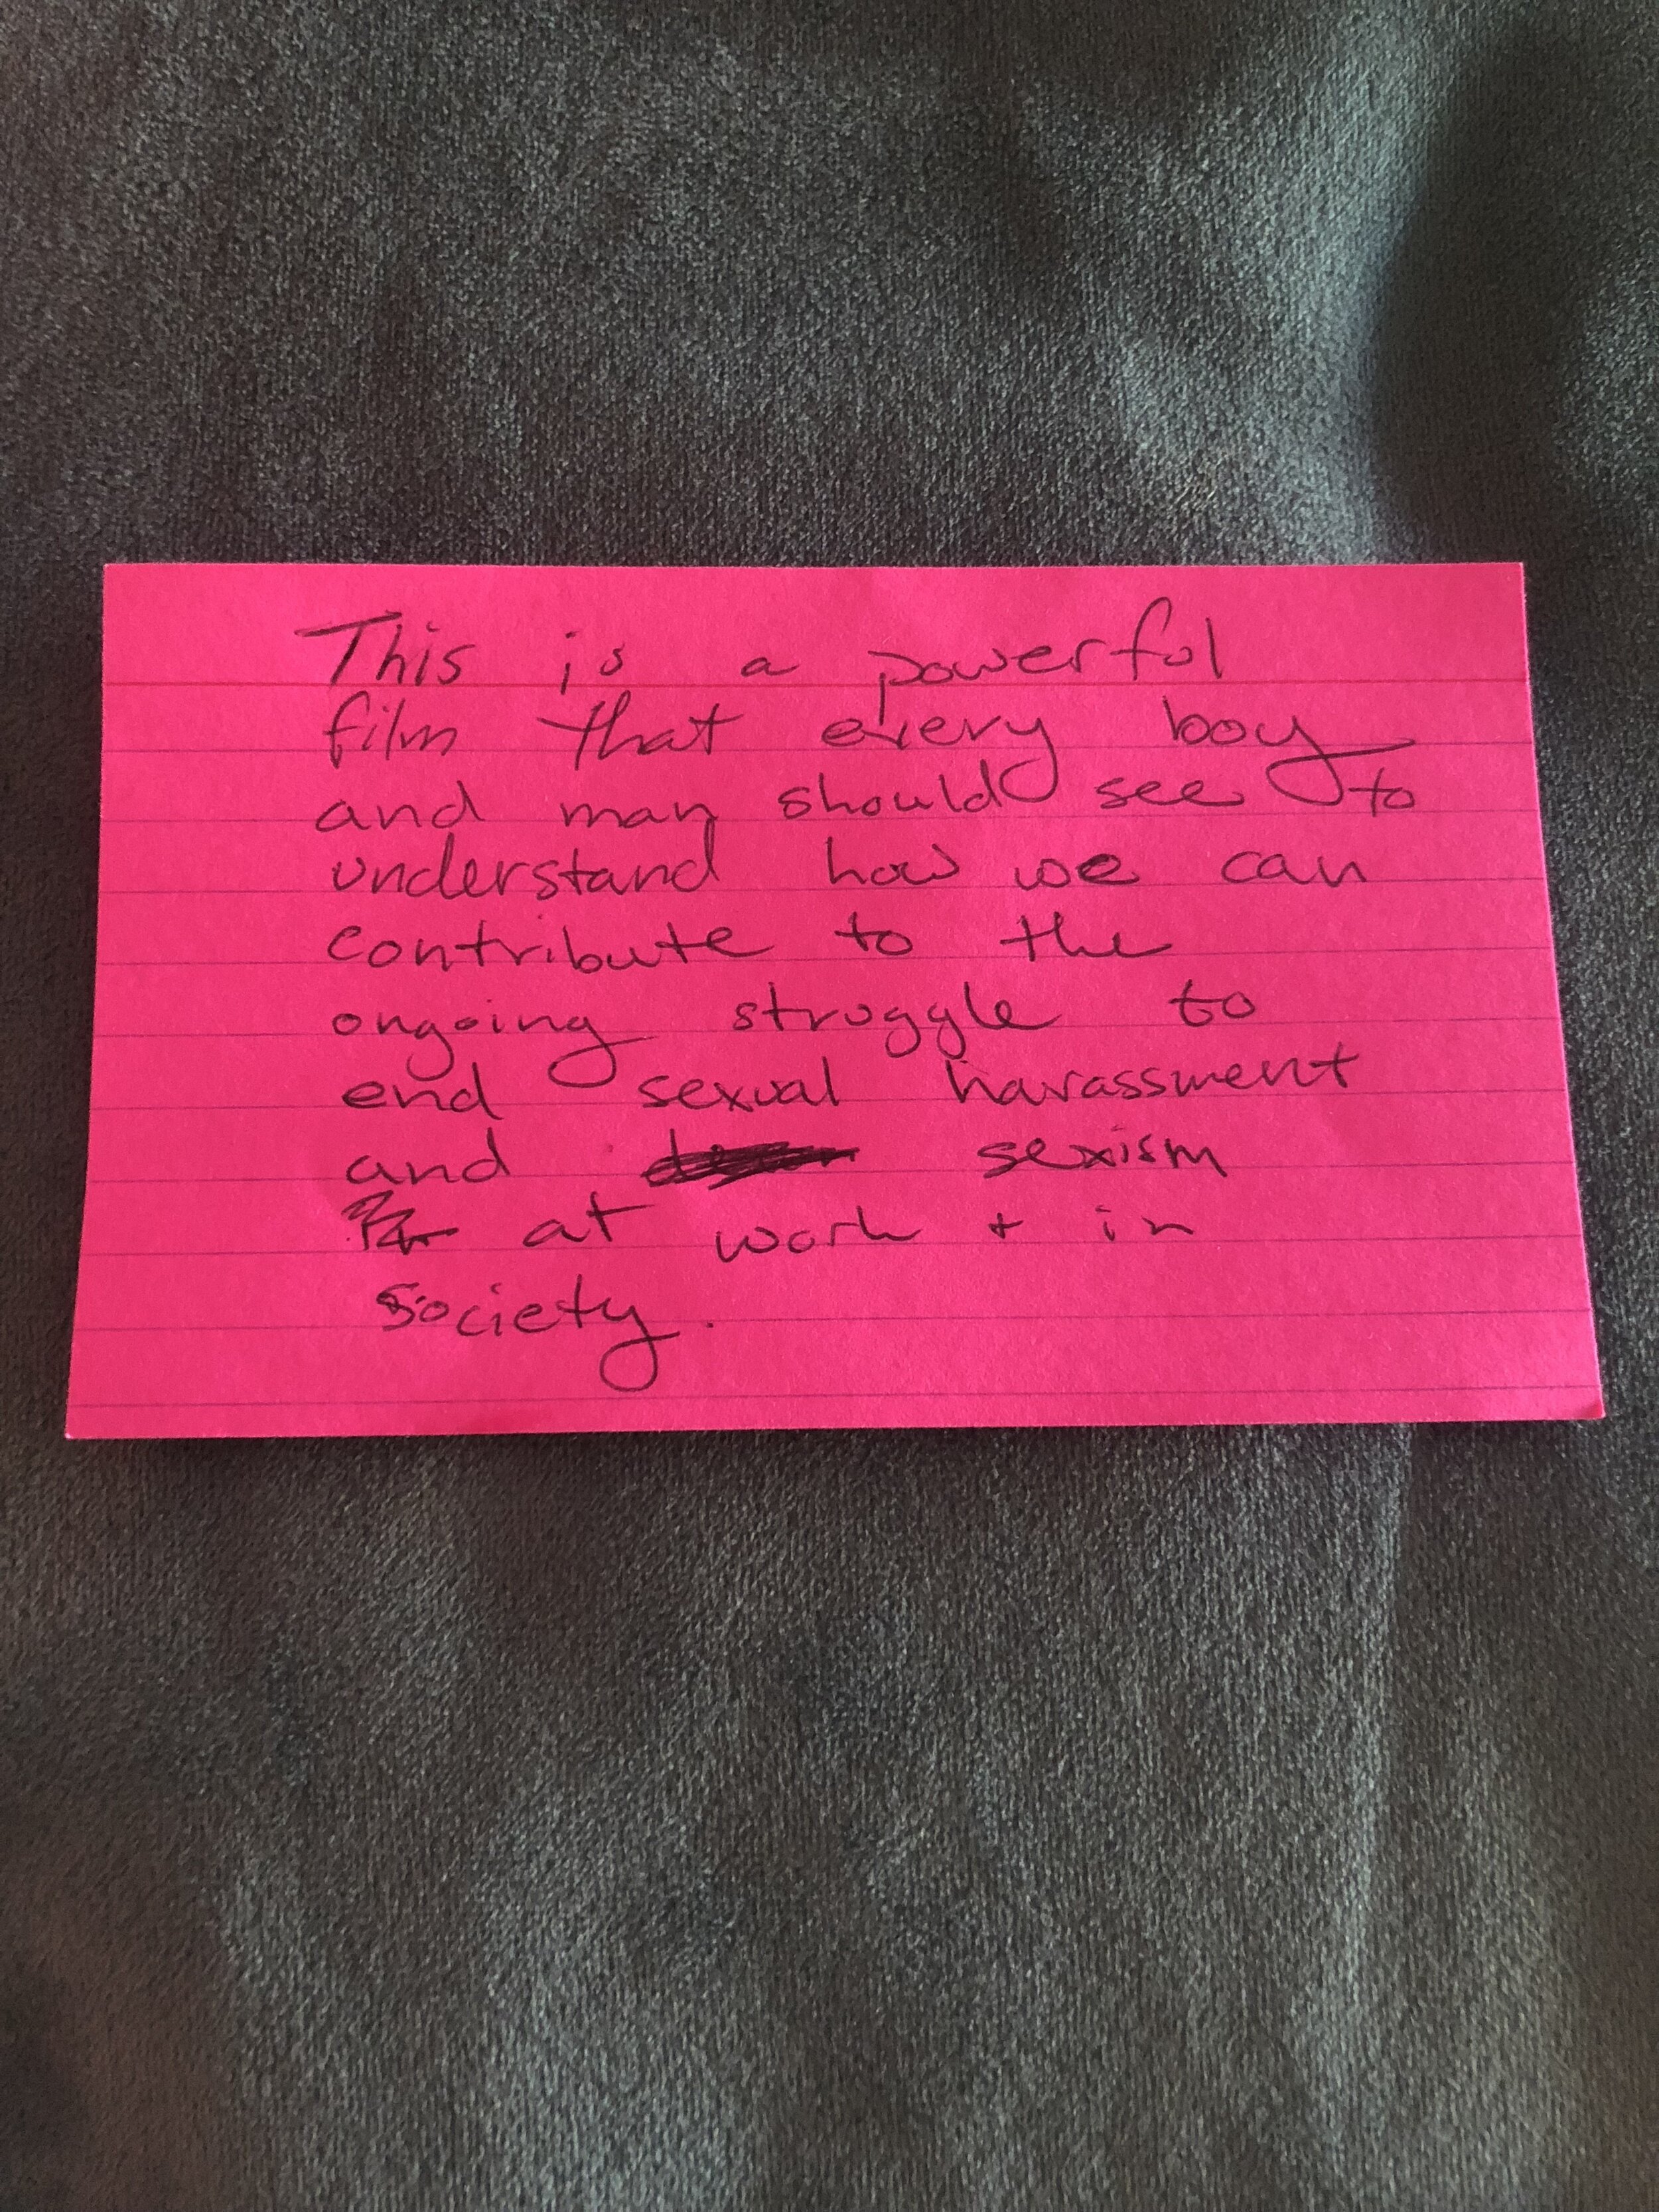 This is a powerful
film that every boy
and man should see to
understand how we can
contribute to the
ongoing struggle to
end sexual harassment
and sexism
at work + in
society.